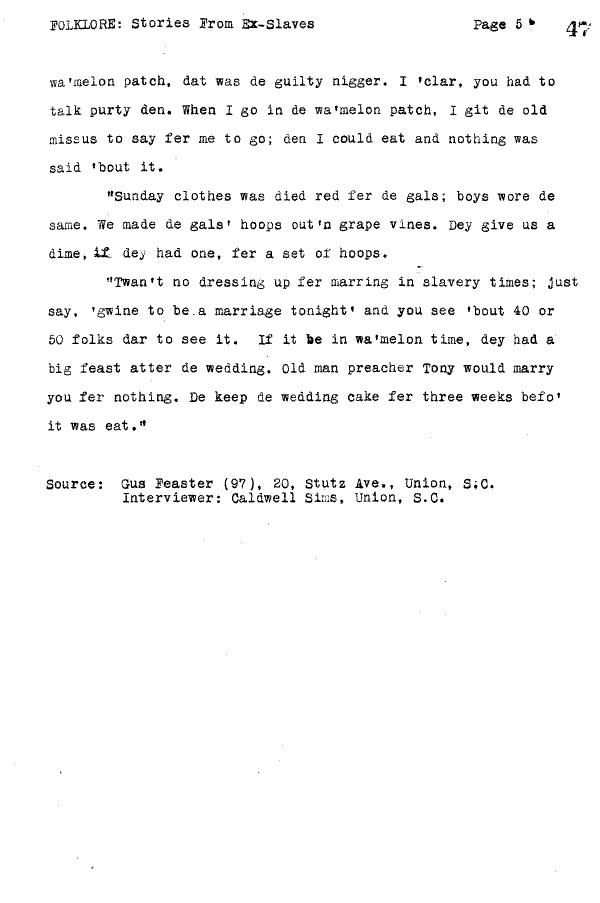 FOLKLORE: Stories From Ex-Slaves Page 5 47
wa'melon patch, dat was de guilty nigger. I 'clar, you had to
talk purty den. When I go in de wa'melon patch, I git de old
missus to say fer me to go; den I could eat and nothing was
said 'bout it.
"Sunday clothes was died red fer de gals; boys wore de
same. We made de gals' hoops out'n grape vines. Dey give us a
dime, if dey had one, fer a set of hoops.
"Twan't no dressing up fer marring in slavery times; just
say, 'gwine to be a marriage tonight' and you see 'bout 40 or
50 folks dar to see it. If it be in wa'melon time, dey had a
big feast atter de wedding. Old man preacher Tony would marry
you fer nothing. De keep de wedding cake fer three weeks befo'
it was eat."
Source: Gus Feaster (97), 20, Stutz Ave., Union, S.C.
Interviewer: Caldwell Sims, Union, S.C.